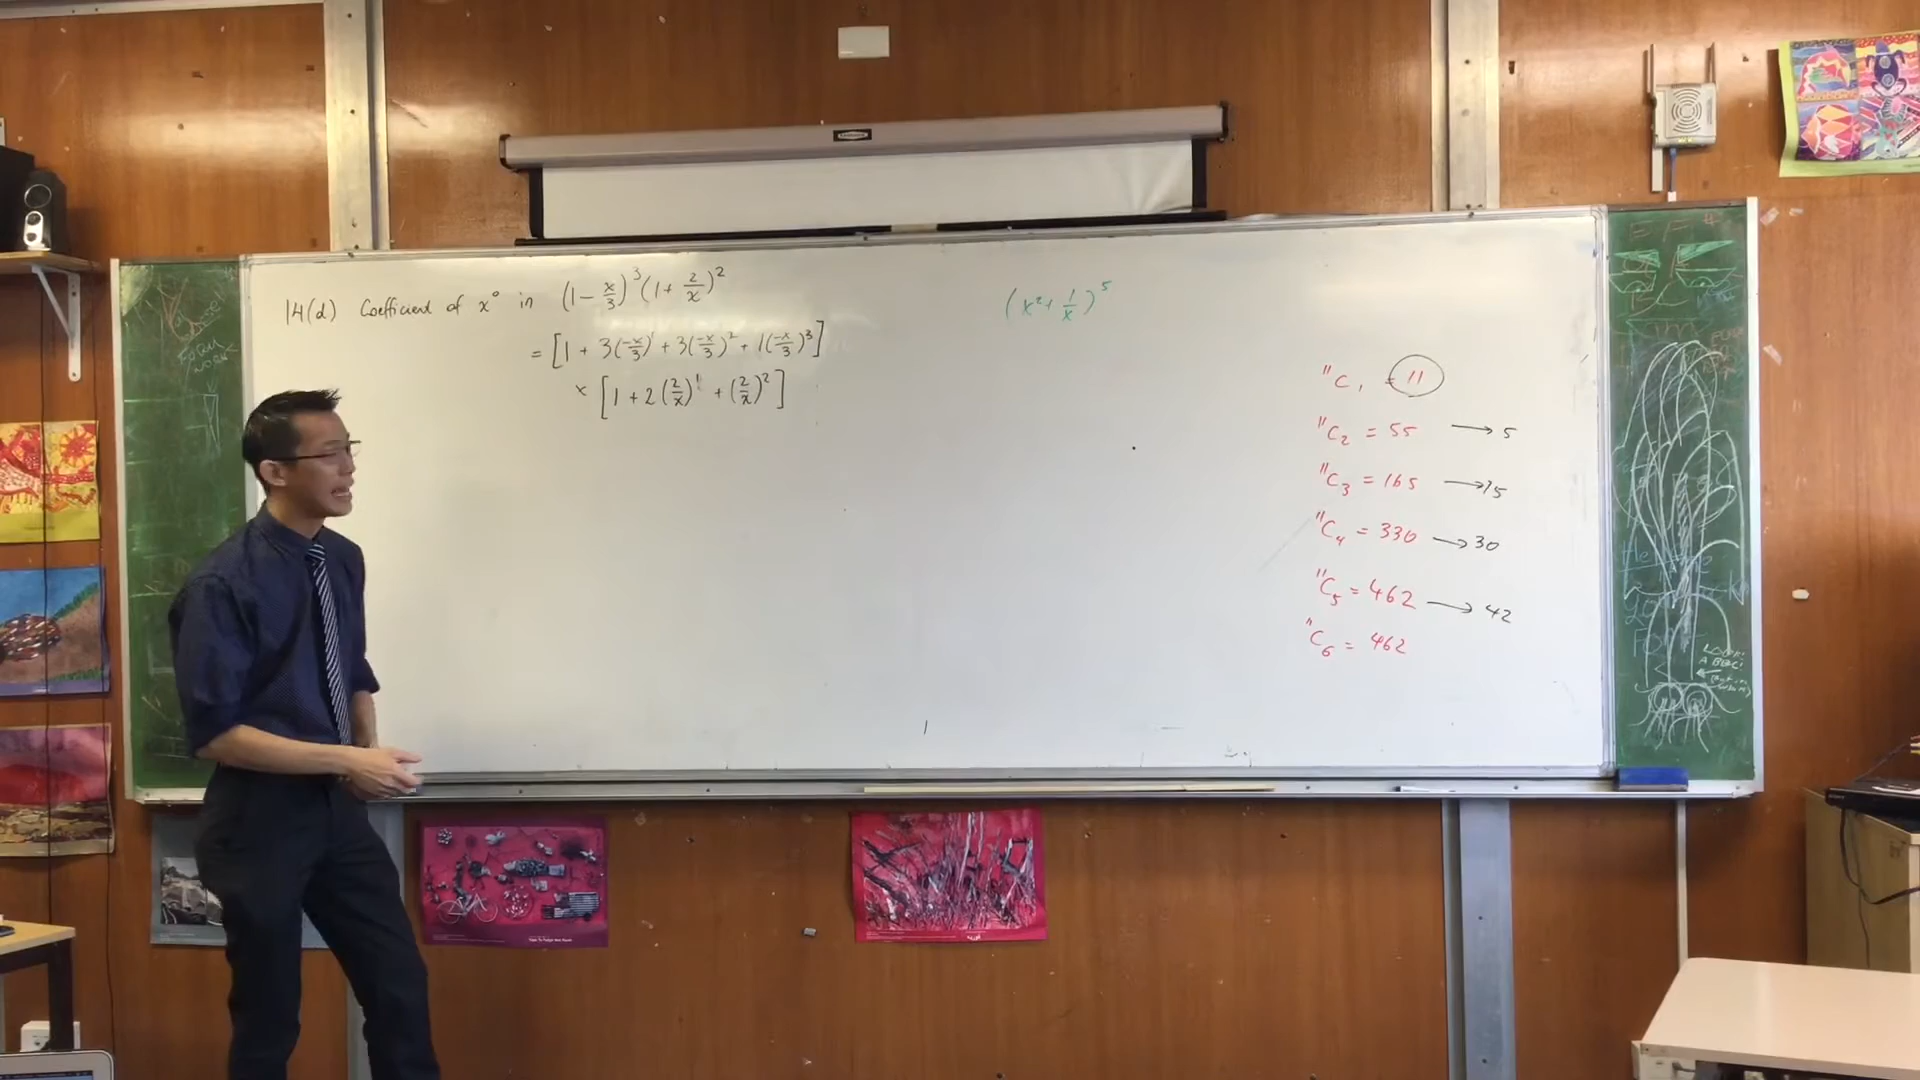 14(d) Coefficient of x⁰ in (1 - x/3)³(1 + 2/x)²
= [1 + 3(-x/3)¹ + 3(-x/3)² + 1(-x/3)³]
× [1 + 2(2/x)¹ + (2/x)²]
(x² + 1/x)⁵
¹¹C₁ = 11
¹¹C₂ = 55 → 5
¹¹C₃ = 165 → 15
¹¹C₄ = 330 → 30
¹¹C₅ = 462 → 42
¹¹C₆ = 462